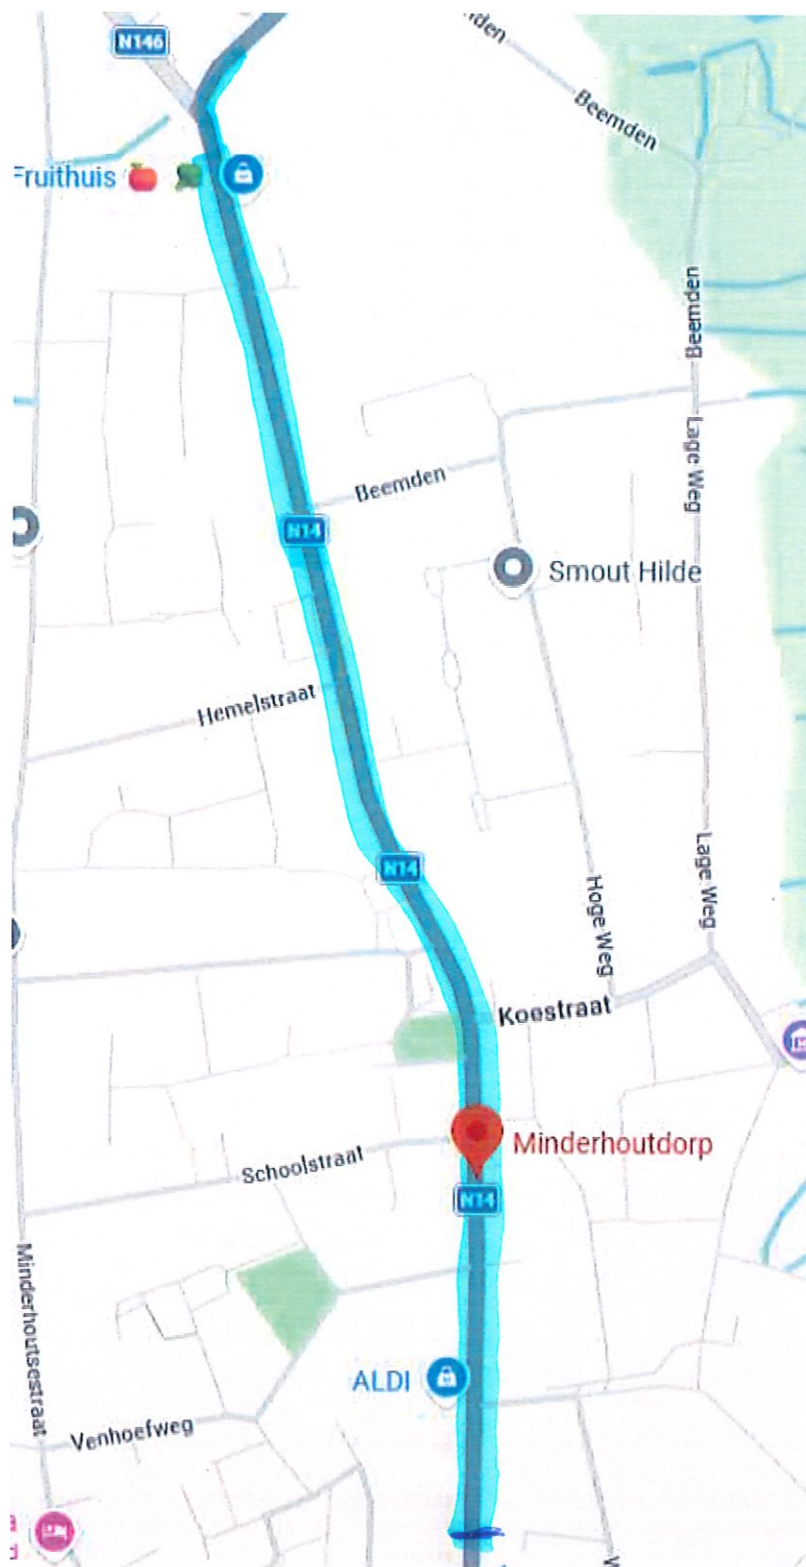 N146
Beemden
Fruithuis
Beemden
Lage Weg
Beemden
N14
Smout Hilde
Hemelstraat
N14
Lage Weg
Hoge Weg
Koestraat
Minderhoutdorp
Schoolstraat
N14
Minderhoutsestraat
ALDI
Venhoefweg